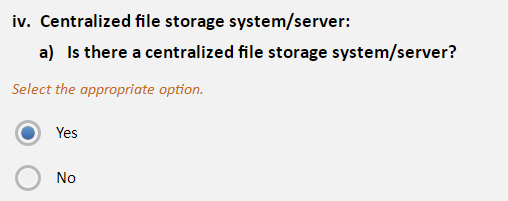 iv. Centralized file storage system/server:
a) Is there a centralized file storage system/server?
Select the appropriate option.
Yes
No